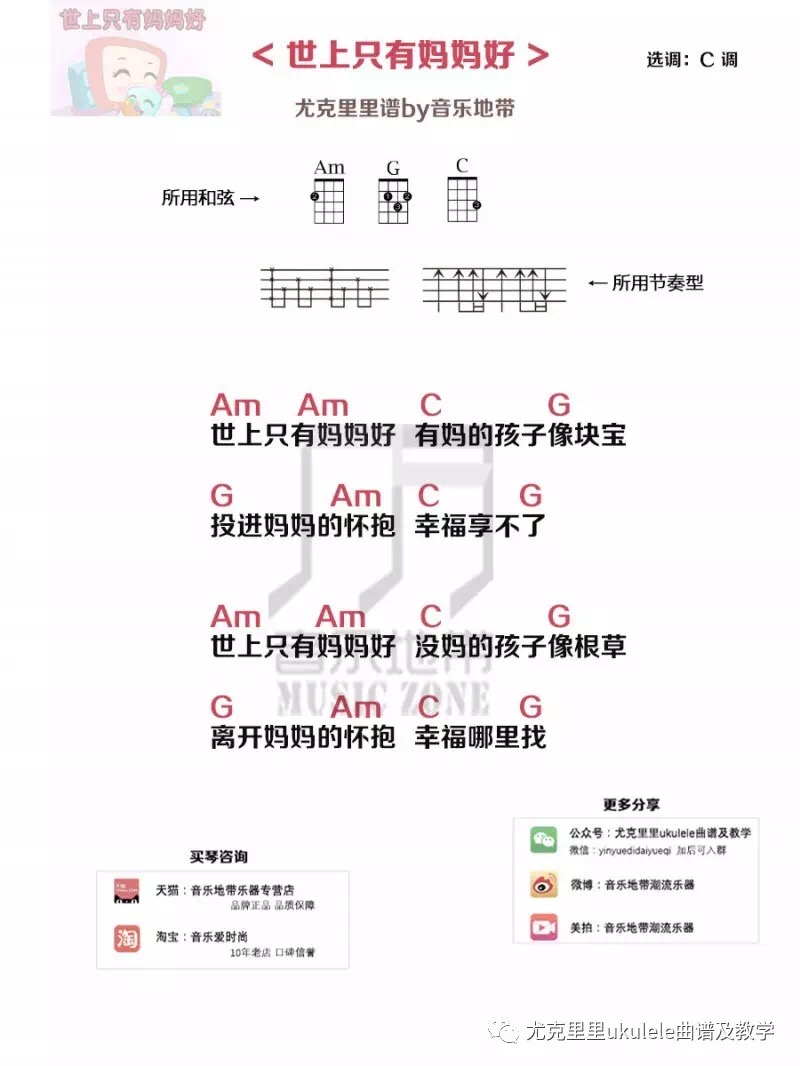 世上只有妈妈好
< 世上只有妈妈好 >
选调：C 调
尤克里里谱by音乐地带
Am G C
所用和弦→
←所用节奏型
Am Am C G
世上只有妈妈好 有妈的孩子像块宝
G Am C G
投进妈妈的怀抱 幸福享不了
Am Am C G
世上只有妈妈好 没妈的孩子像根草
G Am C G
离开妈妈的怀抱 幸福哪里找
音乐地带
MUSIC ZONE
更多分享
公众号：尤克里里ukulele曲谱及教学
微信：yinyuedidaiyueqi 加后可入群
微博：音乐地带潮流乐器
美拍：音乐地带潮流乐器
买琴咨询
天猫：音乐地带乐器专营店
品牌正品 品质保障
淘
淘宝：音乐爱时尚
10年老店 口碑信誉
尤克里里ukulele曲谱及教学